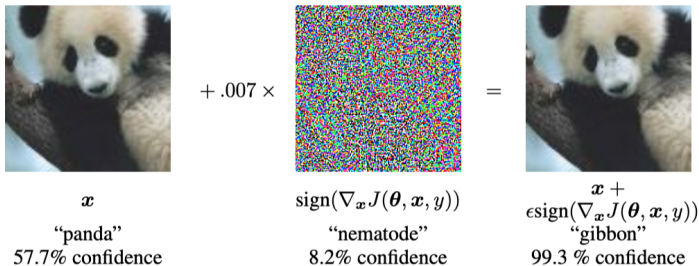 + .007 ×
=
x
sign(∇ₓJ(θ, x, y))
x +
ϵsign(∇ₓJ(θ, x, y))
“panda”
“nematode”
“gibbon”
57.7% confidence
8.2% confidence
99.3 % confidence